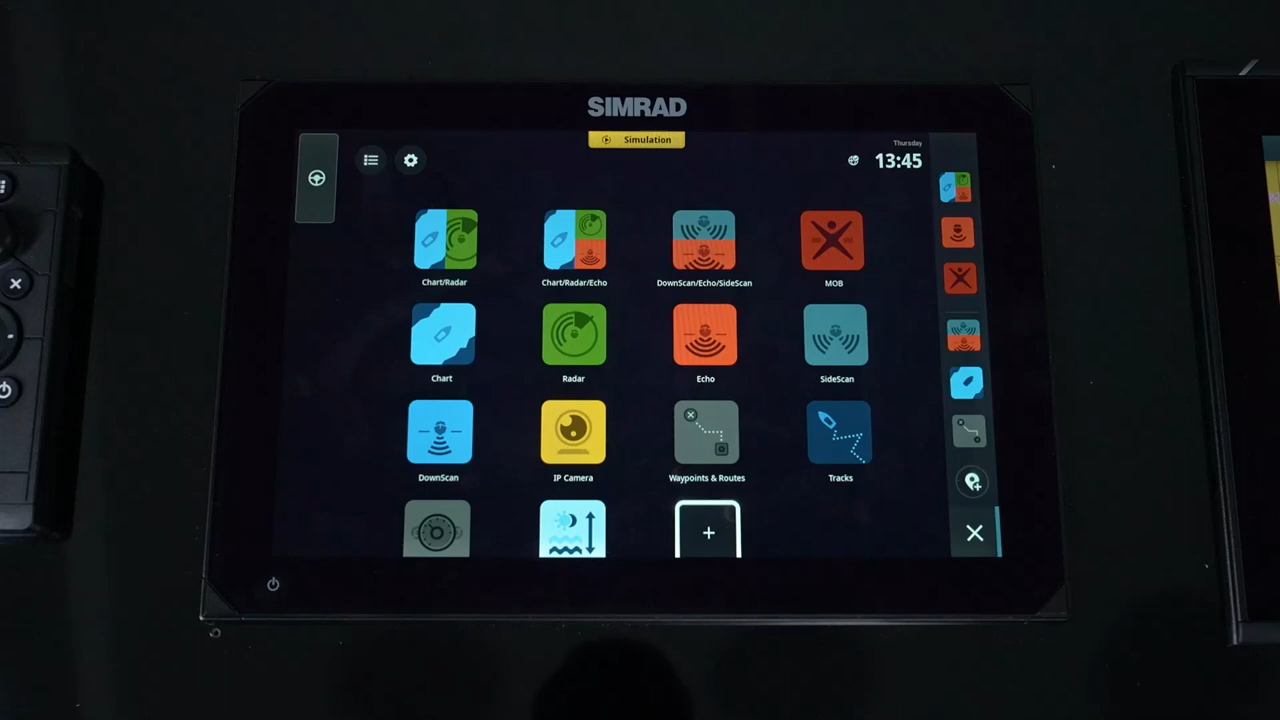 SIMRAD
Simulation
Thursday
13:45
Chart/Radar
Chart/Radar/Echo
DownScan/Echo/SideScan
MOB
Chart
Radar
Echo
SideScan
DownScan
IP Camera
Waypoints & Routes
Tracks